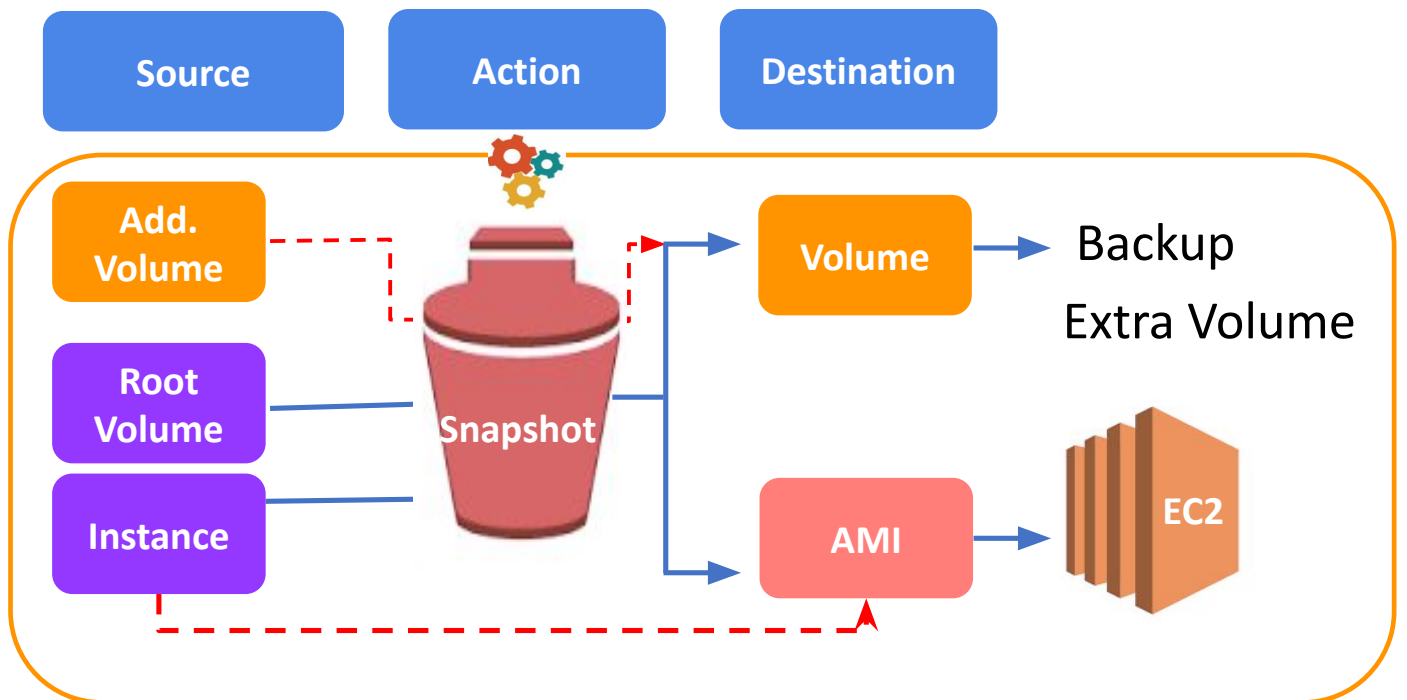 Source
Action
Destination
Add.
Volume
Volume
Backup
Extra Volume
Root
Volume
Snapshot
Instance
AMI
EC2